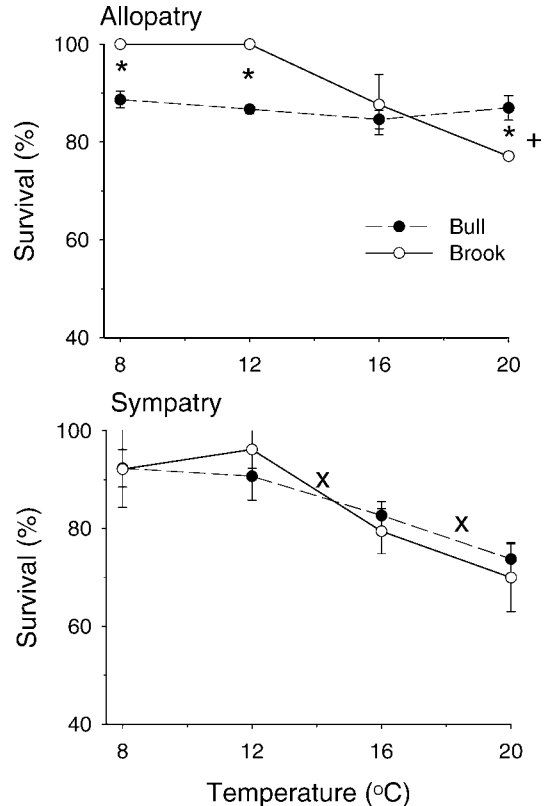 Allopatry
100
80
60
40
Survival (%)
* * * +
Bull
Brook
8 12 16 20
Sympatry
100
80
60
40
Survival (%)
x x
8 12 16 20
Temperature (ºC)